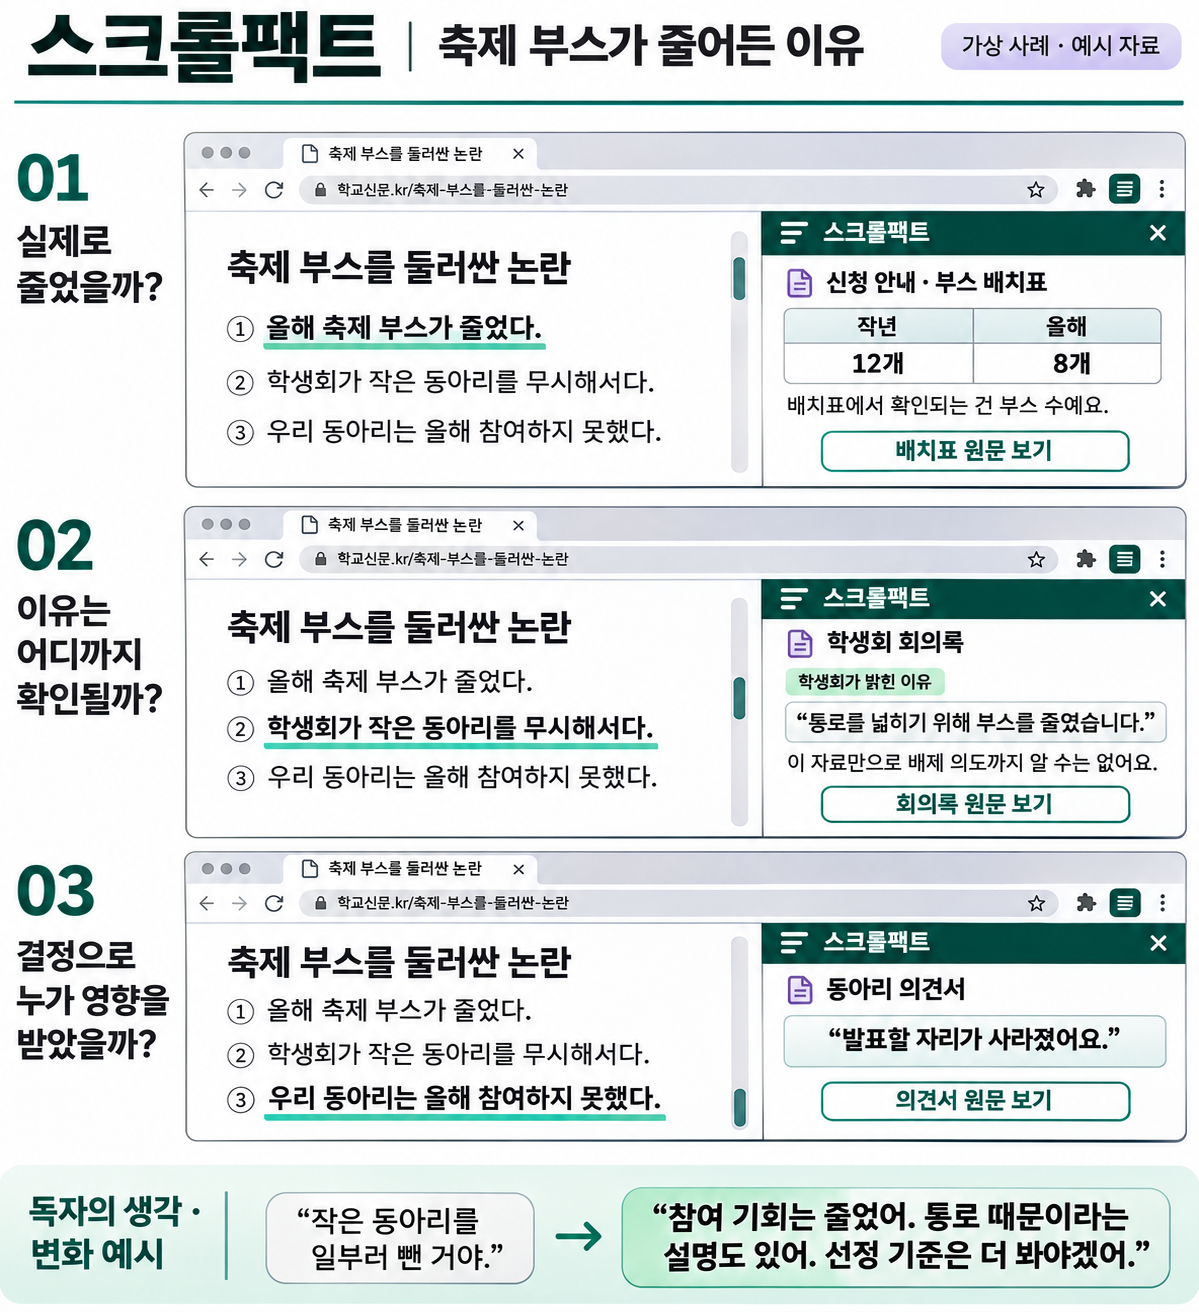 스크롤팩트
축제 부스가 줄어든 이유
가상 사례 · 예시 자료
01
실제로
줄었을까?
축제 부스를 둘러싼 논란
학교신문.kr/축제-부스를-둘러싼-논란
축제 부스를 둘러싼 논란
① 올해 축제 부스가 줄었다.
② 학생회가 작은 동아리를 무시해서다.
③ 우리 동아리는 올해 참여하지 못했다.
스크롤팩트
신청 안내 · 부스 배치표
작년 올해
12개 8개
배치표에서 확인되는 건 부스 수예요.
배치표 원문 보기
02
이유는
어디까지
확인될까?
축제 부스를 둘러싼 논란
학교신문.kr/축제-부스를-둘러싼-논란
축제 부스를 둘러싼 논란
① 올해 축제 부스가 줄었다.
② 학생회가 작은 동아리를 무시해서다.
③ 우리 동아리는 올해 참여하지 못했다.
스크롤팩트
학생회 회의록
학생회가 밝힌 이유
“통로를 넓히기 위해 부스를 줄였습니다.”
이 자료만으로 배제 의도까지 알 수는 없어요.
회의록 원문 보기
03
결정으로
누가 영향을
받았을까?
축제 부스를 둘러싼 논란
학교신문.kr/축제-부스를-둘러싼-논란
축제 부스를 둘러싼 논란
① 올해 축제 부스가 줄었다.
② 학생회가 작은 동아리를 무시해서다.
③ 우리 동아리는 올해 참여하지 못했다.
스크롤팩트
동아리 의견서
“발표할 자리가 사라졌어요.”
의견서 원문 보기
독자의 생각 ·
변화 예시
“작은 동아리를
일부러 뺀 거야.”
“참여 기회는 줄었어. 통로 때문이라는
설명도 있어. 선정 기준은 더 봐야겠어.”